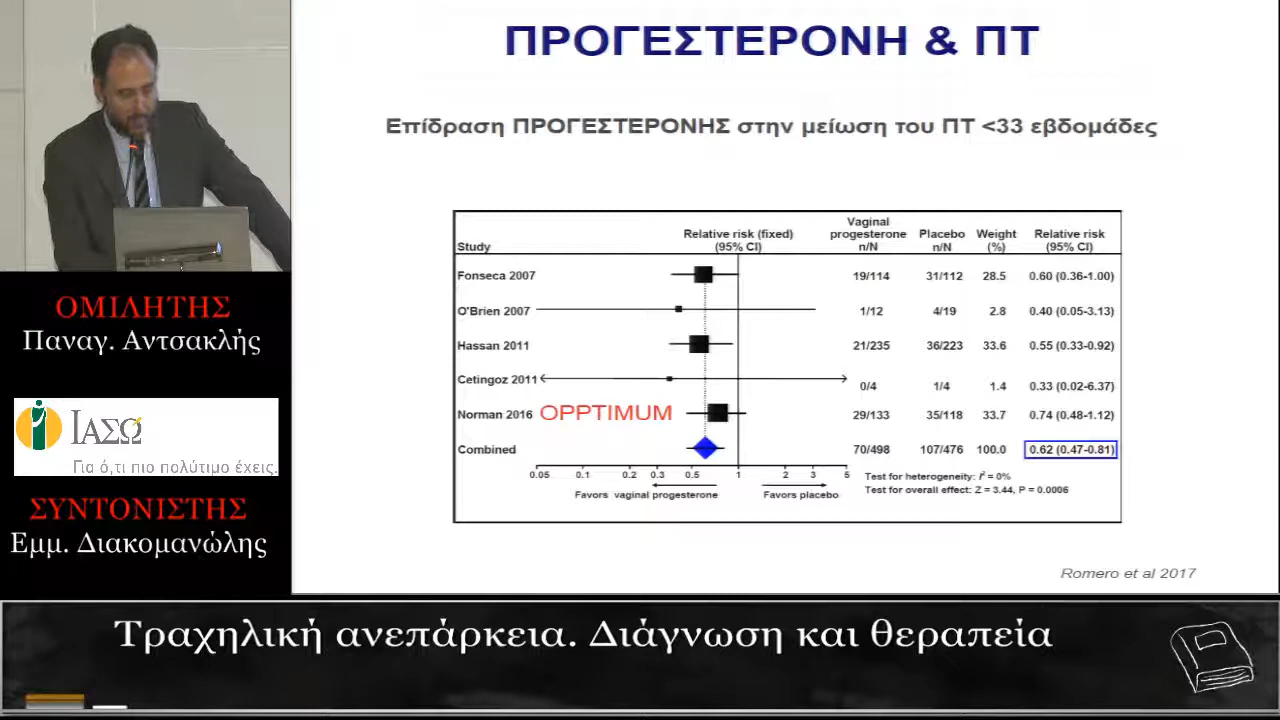 ΠΡΟΓΕΣΤΕΡΟΝΗ & ΠΤ
Επίδραση ΠΡΟΓΕΣΤΕΡΟΝΗΣ στην μείωση του ΠΤ <33 εβδομάδες
Study Relative risk (fixed) (95% CI) Vaginal progesterone n/N Placebo n/N Weight (%) Relative risk (95% CI)
Fonseca 2007 19/114 31/112 28.5 0.60 (0.36-1.00)
O'Brien 2007 1/12 4/19 2.8 0.40 (0.05-3.13)
Hassan 2011 21/235 36/223 33.6 0.55 (0.33-0.92)
Cetingoz 2011 0/4 1/4 1.4 0.33 (0.02-6.37)
Norman 2016 OPPTIMUM 29/133 35/118 33.7 0.74 (0.48-1.12)
Combined 70/498 107/476 100.0 0.62 (0.47-0.81)
0.05 0.1 0.2 0.3 0.5 1 2 3 5
Favors vaginal progesterone Favors placebo
Test for heterogeneity: I² = 0%
Test for overall effect: Z = 3.44, P = 0.0006
Romero et al 2017
ΟΜΙΛΗΤΗΣ
Παναγ. Αντσακλής
ΙΑΣΩ
Για ό,τι πιο πολύτιμο έχεις.
ΣΥΝΤΟΝΙΣΤΗΣ
Εμμ. Διακομανώλης
Τραχηλική ανεπάρκεια. Διάγνωση και θεραπεία